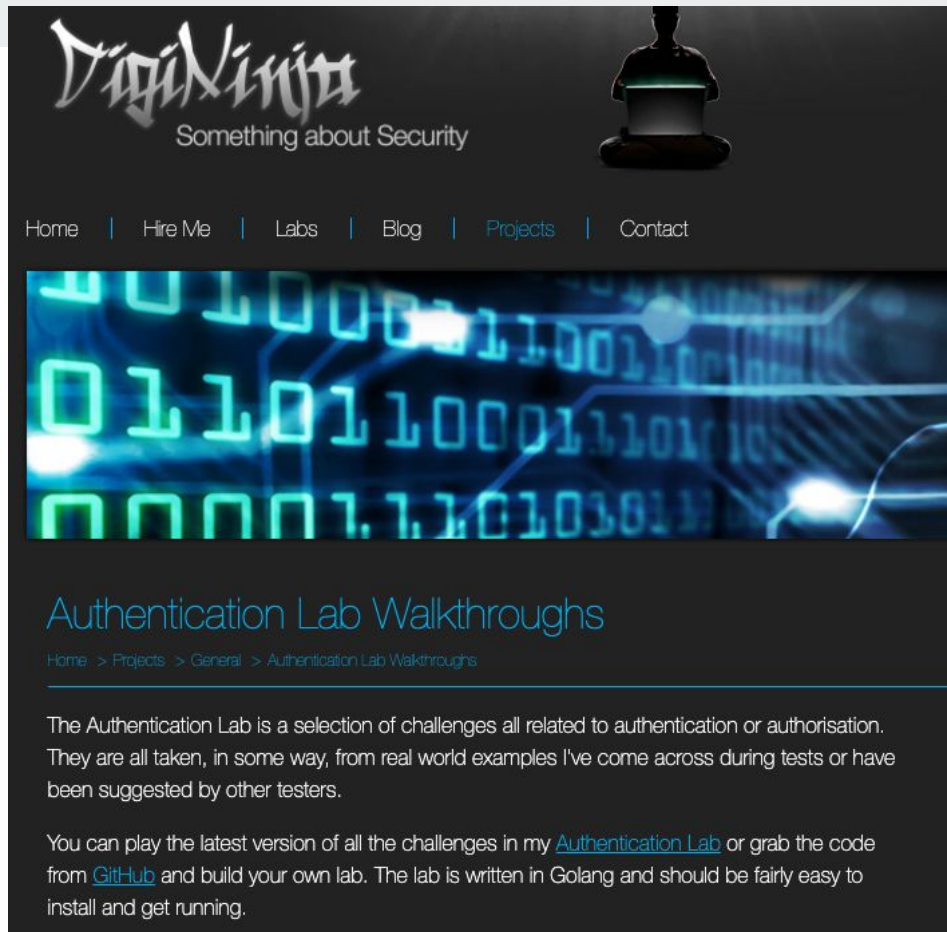 DigiNinja
Something about Security
Home | Hire Me | Labs | Blog | Projects | Contact
Authentication Lab Walkthroughs
Home > Projects > General > Authentication Lab Walkthroughs
The Authentication Lab is a selection of challenges all related to authentication or authorisation.
They are all taken, in some way, from real world examples I've come across during tests or have
been suggested by other testers.
You can play the latest version of all the challenges in my Authentication Lab or grab the code
from GitHub and build your own lab. The lab is written in Golang and should be fairly easy to
install and get running.